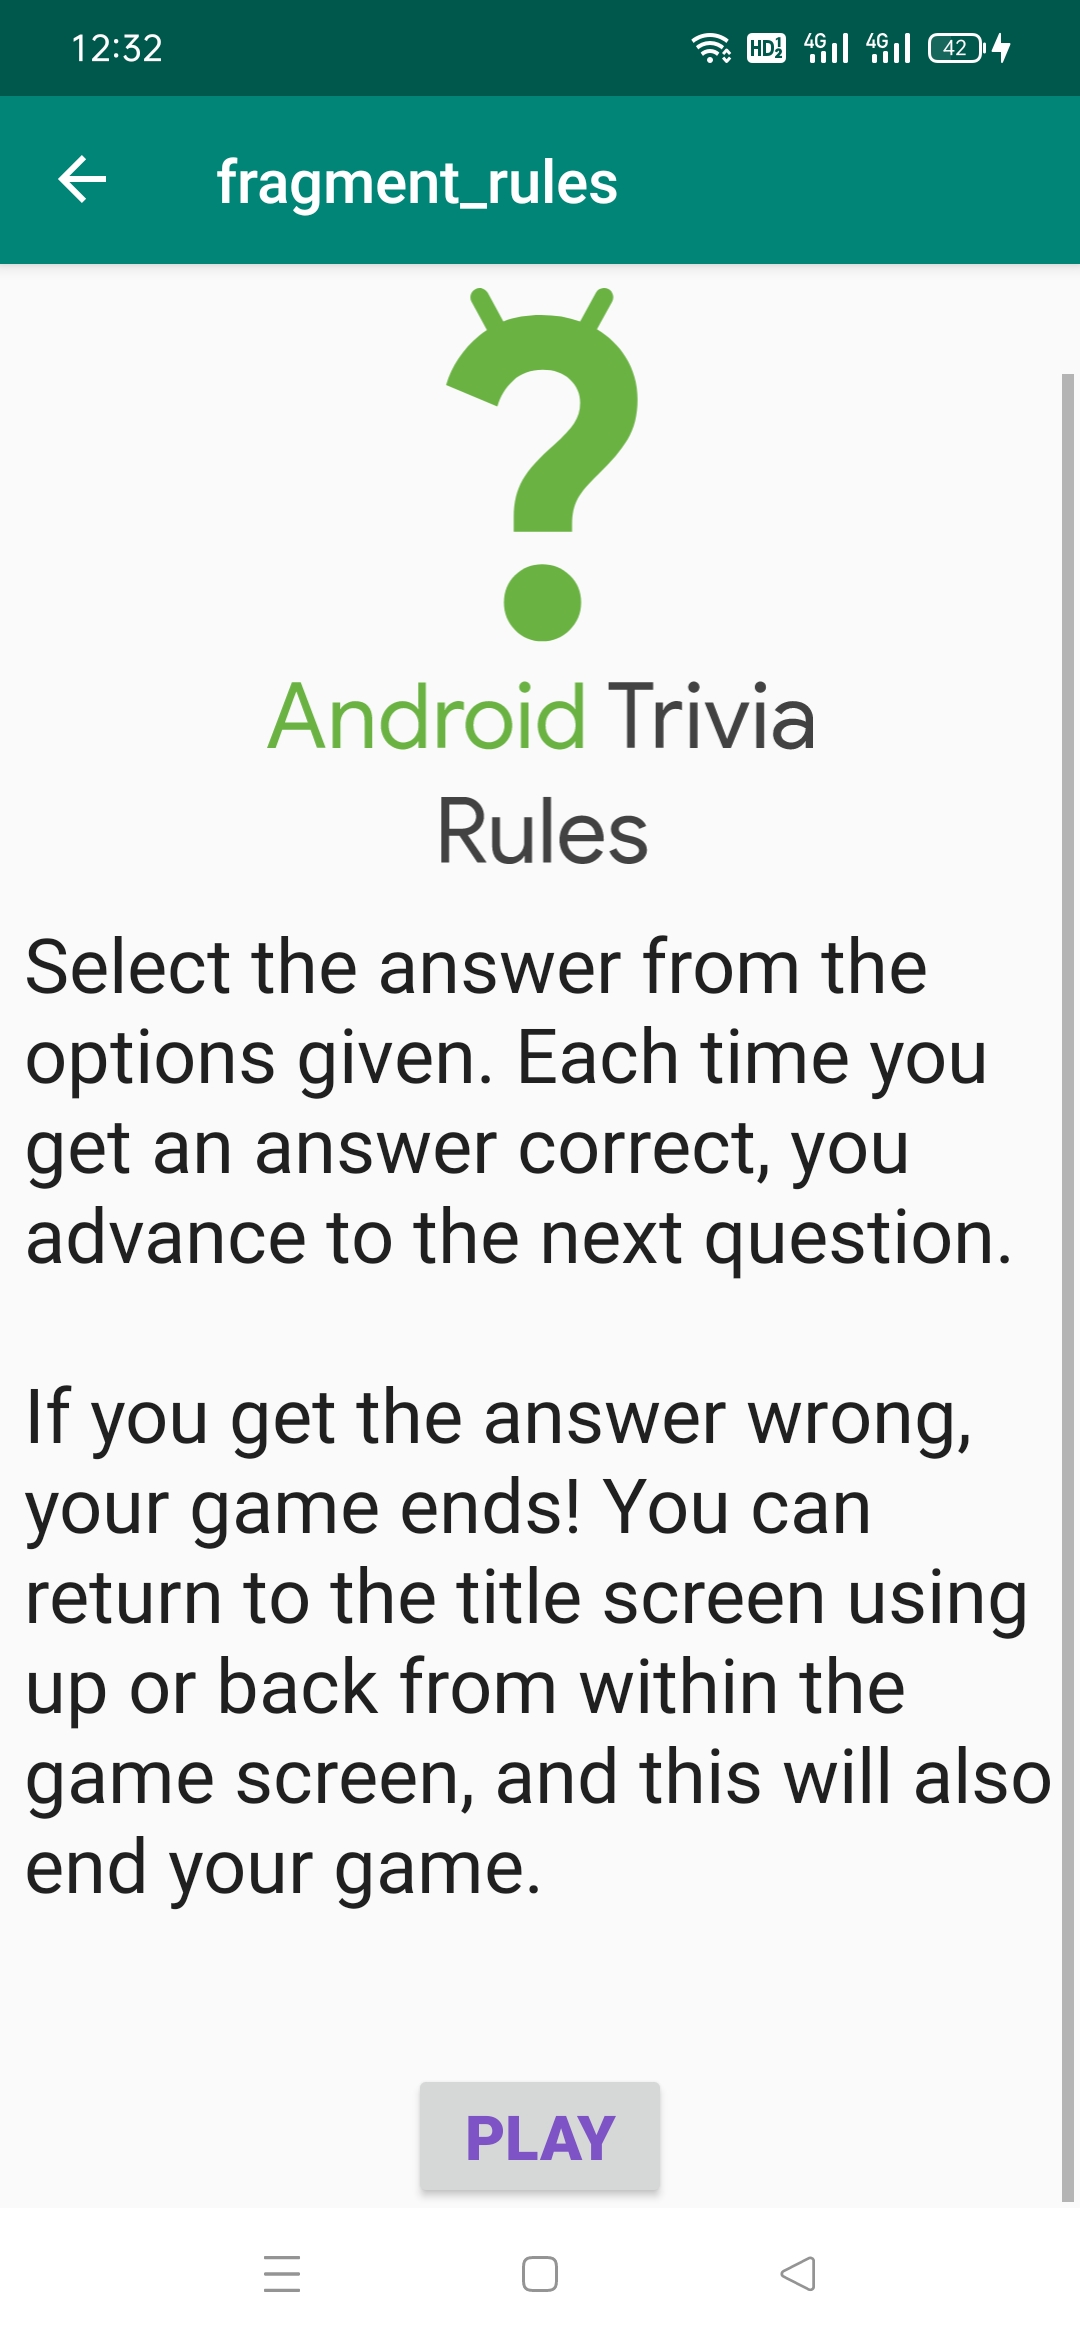 12:32
HD 1 2 4G 4G 42
fragment_rules
Android Trivia
Rules
Select the answer from the
options given. Each time you
get an answer correct, you
advance to the next question.
If you get the answer wrong,
your game ends! You can
return to the title screen using
up or back from within the
game screen, and this will also
end your game.
PLAY